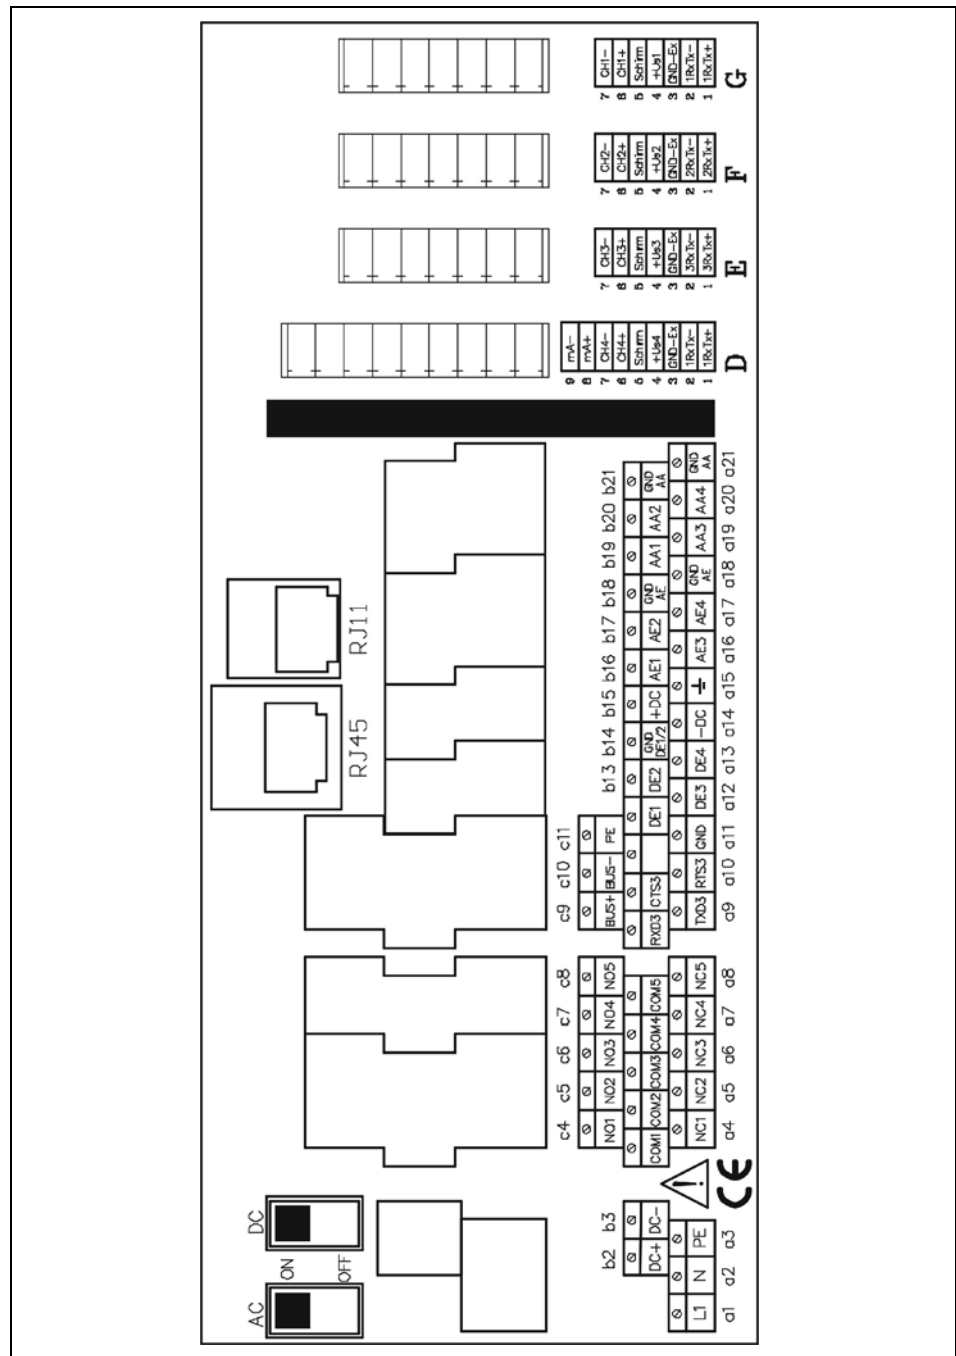 AC
DC
ON
OFF
RJ45
RJ11
b2 b3
DC+ DC-
L1 N PE
a1 a2 a3
CE
c4 c5 c6 c7 c8
NO1 NO2 NO3 NO4 NO5
COM1 COM2 COM3 COM4 COM5
NC1 NC2 NC3 NC4 NC5
a4 a5 a6 a7 a8
c9 c10 c11
BUS+ BUS- PE
b13 b14 b15 b16 b17 b18 b19 b20 b21
RXD3 CTS3 DE1 DE2 GND DE1/2 +DC AE1 AE2 GND AE AA1 AA2 GND AA
TXD3 RTS3 GND DE3 DE4 -DC AE3 AE4 GND AE AA3 AA4 GND AA
a9 a10 a11 a12 a13 a14 a15 a16 a17 a18 a19 a20 a21
9 mA-
8 mA+
7 CH4-
6 CH4+
5 Schirm
4 +Us4
3 GND-Ex
2 1RxTx-
1 1RxTx+
D
7 CH3-
6 CH3+
5 Schirm
4 +Us3
3 GND-Ex
2 3RxTx-
1 3RxTx+
E
7 CH2-
6 CH2+
5 Schirm
4 +Us2
3 GND-Ex
2 2RxTx-
1 2RxTx+
F
7 CH1-
6 CH1+
5 Schirm
4 +Us1
3 GND-Ex
2 1RxTx-
1 1RxTx+
G